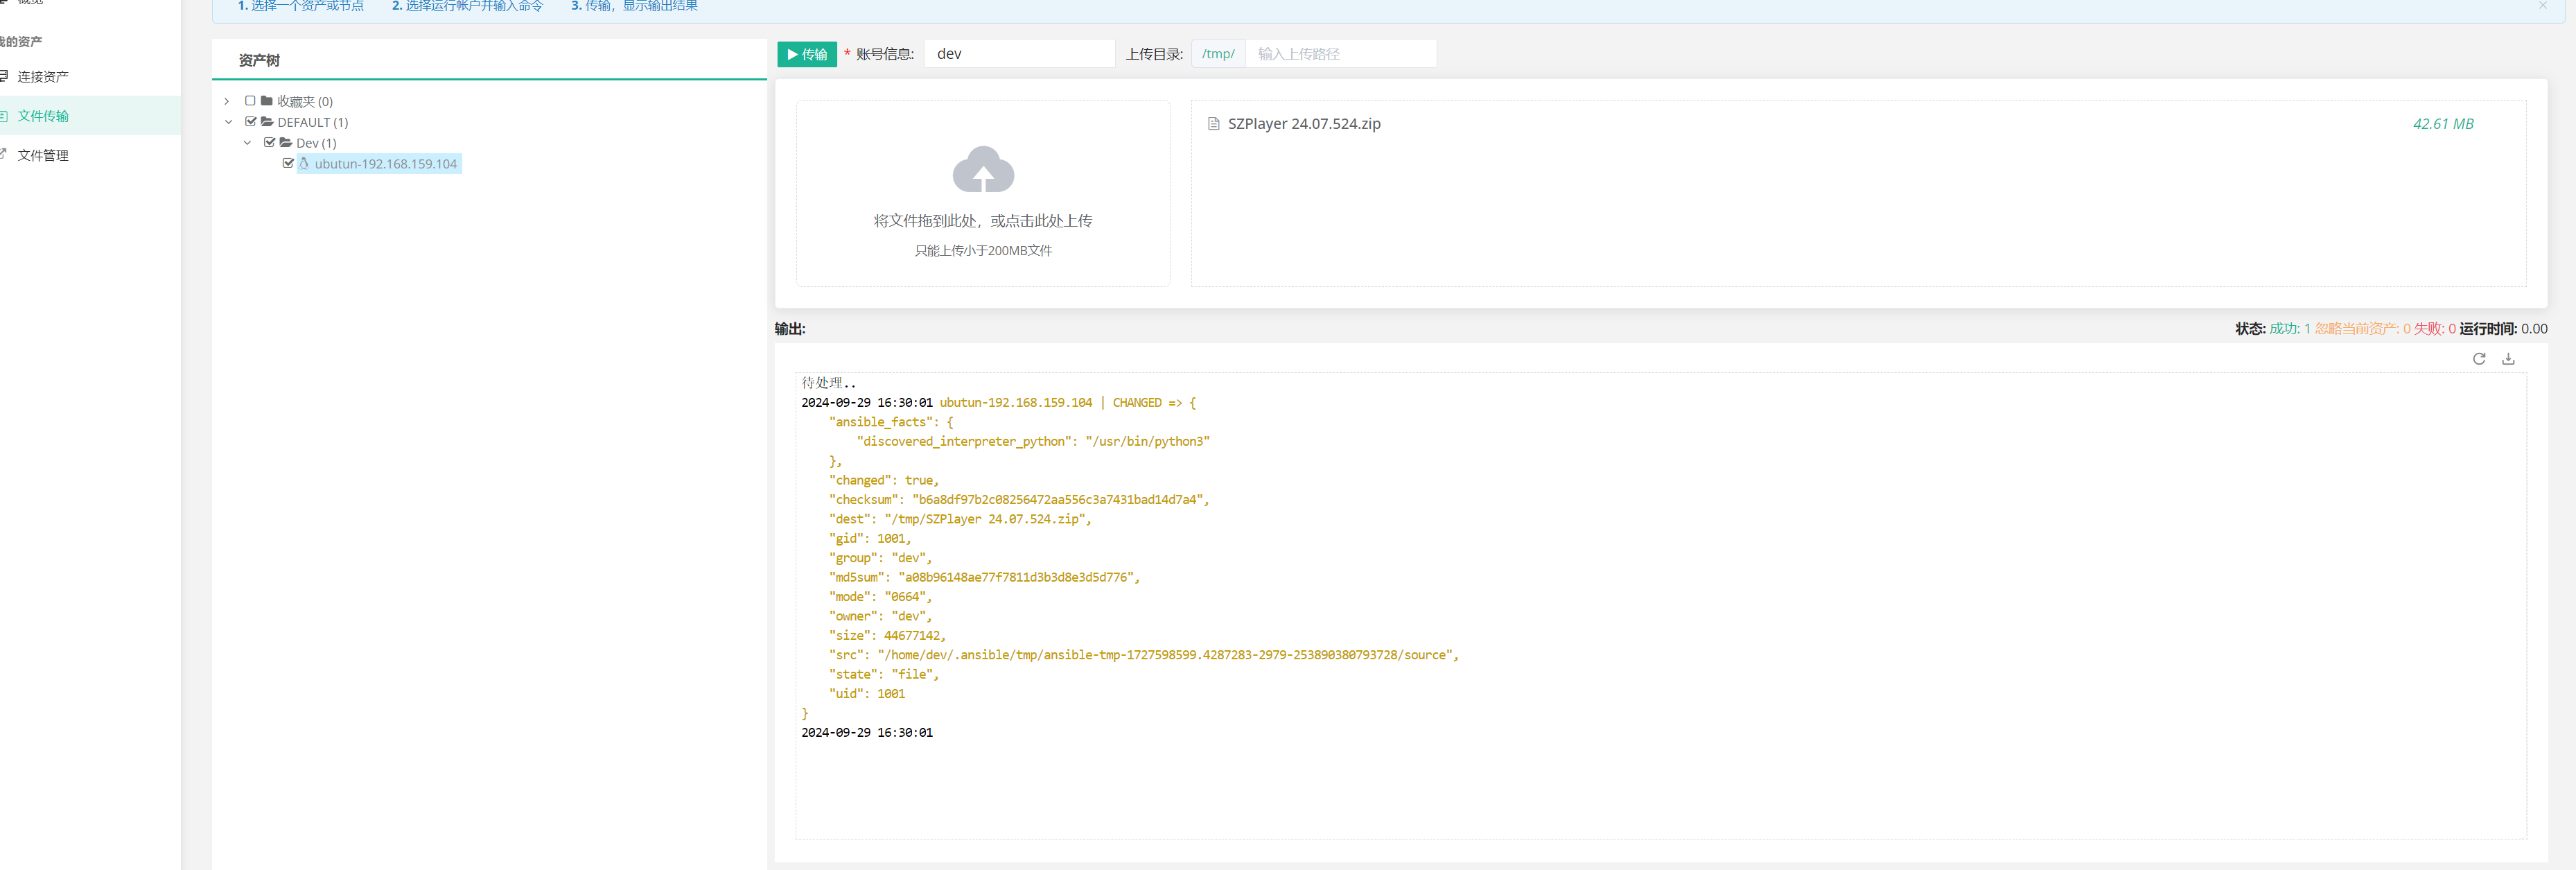 1. 选择一个资产或节点 2. 选择运行帐户并输入命令 3. 传输，显示输出结果
概览
我的资产
连接资产
文件传输
文件管理
资产树
收藏夹 (0)
DEFAULT (1)
Dev (1)
ubutun-192.168.159.104
传输 * 账号信息: dev 上传目录: /tmp/ 输入上传路径
将文件拖到此处，或点击此处上传
只能上传小于200MB文件
SZPlayer 24.07.524.zip 42.61 MB
输出: 状态: 成功: 1 忽略当前资产: 0 失败: 0 运行时间: 0.00
待处理..
2024-09-29 16:30:01 ubutun-192.168.159.104 | CHANGED => {
    "ansible_facts": {
        "discovered_interpreter_python": "/usr/bin/python3"
    },
    "changed": true,
    "checksum": "b6a8df97b2c08256472aa556c3a7431bad14d7a4",
    "dest": "/tmp/SZPlayer 24.07.524.zip",
    "gid": 1001,
    "group": "dev",
    "md5sum": "a08b96148ae77f7811d3b3d8e3d5d776",
    "mode": "0664",
    "owner": "dev",
    "size": 44677142,
    "src": "/home/dev/.ansible/tmp/ansible-tmp-1727598599.4287283-2979-253890380793728/source",
    "state": "file",
    "uid": 1001
}
2024-09-29 16:30:01